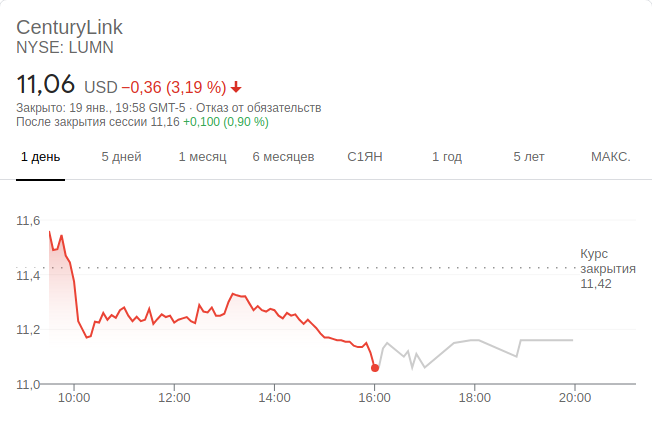 CenturyLink
NYSE: LUMN
11,06 USD −0,36 (3,19 %)
Закрыто: 19 янв., 19:58 GMT-5 · Отказ от обязательств
После закрытия сессии 11,16 +0,100 (0,90 %)
1 день 5 дней 1 месяц 6 месяцев С1ЯН 1 год 5 лет МАКС.
11,6
Курс
закрытия
11,42
11,4
11,2
11,0
10:00 12:00 14:00 16:00 18:00 20:00